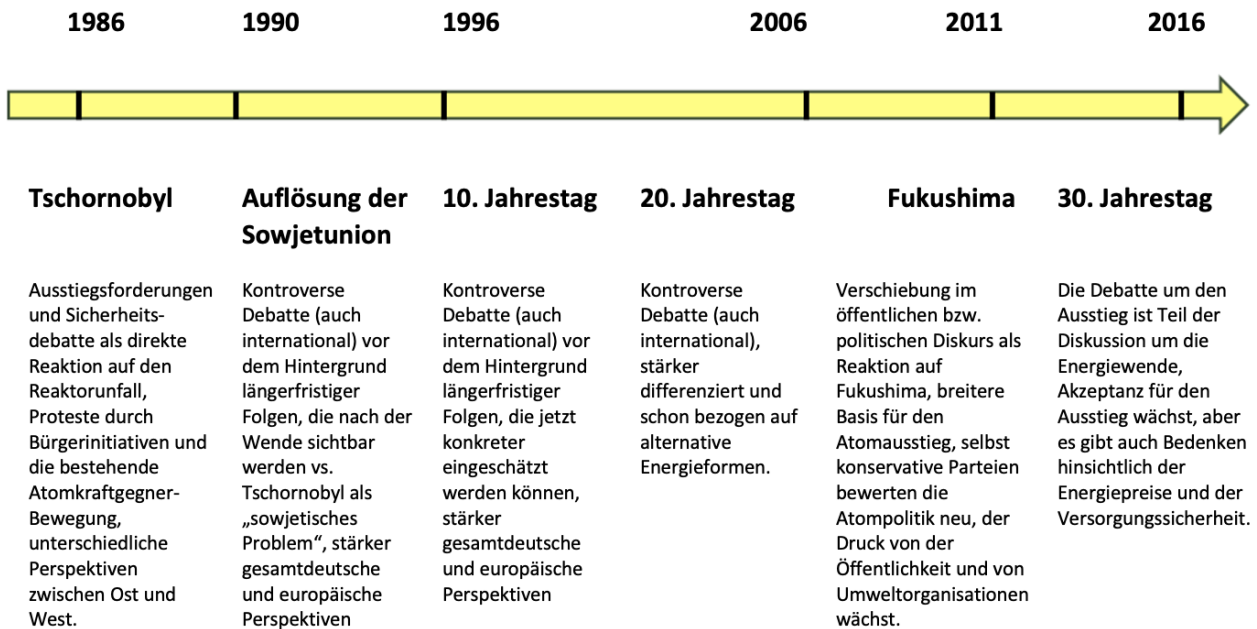 1986
1990
1996
2006
2011
2016
Tschornobyl
Auflösung der
Sowjetunion
10. Jahrestag
20. Jahrestag
Fukushima
30. Jahrestag
Ausstiegsforderungen
und Sicherheits-
debatte als direkte
Reaktion auf den
Reaktorunfall,
Proteste durch
Bürgerinitiativen und
die bestehende
Atomkraftgegner-
Bewegung,
unterschiedliche
Perspektiven
zwischen Ost und
West.
Kontroverse
Debatte (auch
international) vor
dem Hintergrund
längerfristiger
Folgen, die nach der
Wende sichtbar
werden vs.
Tschornobyl als
„sowjetisches
Problem“, stärker
gesamtdeutsche
und europäische
Perspektiven
Kontroverse
Debatte (auch
international) vor
dem Hintergrund
längerfristiger
Folgen, die jetzt
konkreter
eingeschätzt
werden können,
stärker
gesamtdeutsche
und europäische
Perspektiven
Kontroverse
Debatte (auch
international),
stärker
differenziert und
schon bezogen auf
alternative
Energieformen.
Verschiebung im
öffentlichen bzw.
politischen Diskurs als
Reaktion auf
Fukushima, breitere
Basis für den
Atomausstieg, selbst
konservative Parteien
bewerten die
Atompolitik neu, der
Druck von der
Öffentlichkeit und von
Umweltorganisationen
wächst.
Die Debatte um den
Ausstieg ist Teil der
Diskussion um die
Energiewende,
Akzeptanz für den
Ausstieg wächst, aber
es gibt auch Bedenken
hinsichtlich der
Energiepreise und der
Versorgungssicherheit.